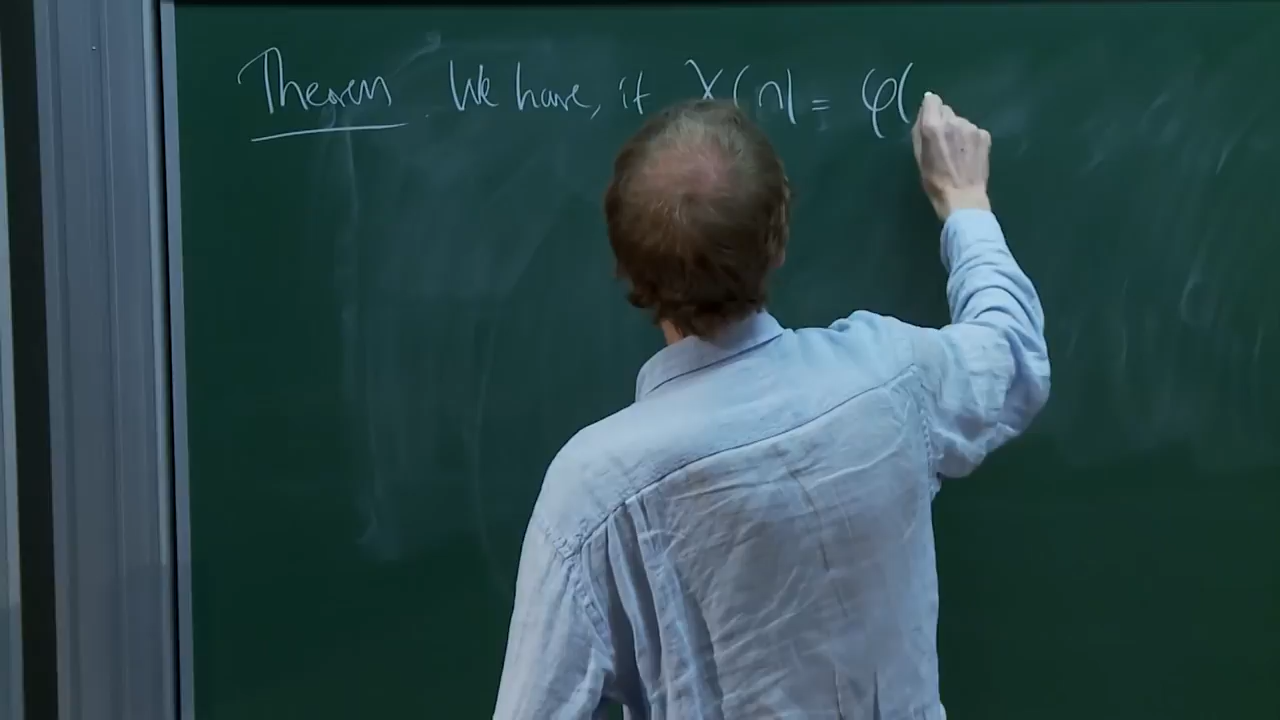 Theorem. We have, if X(n) = φ(